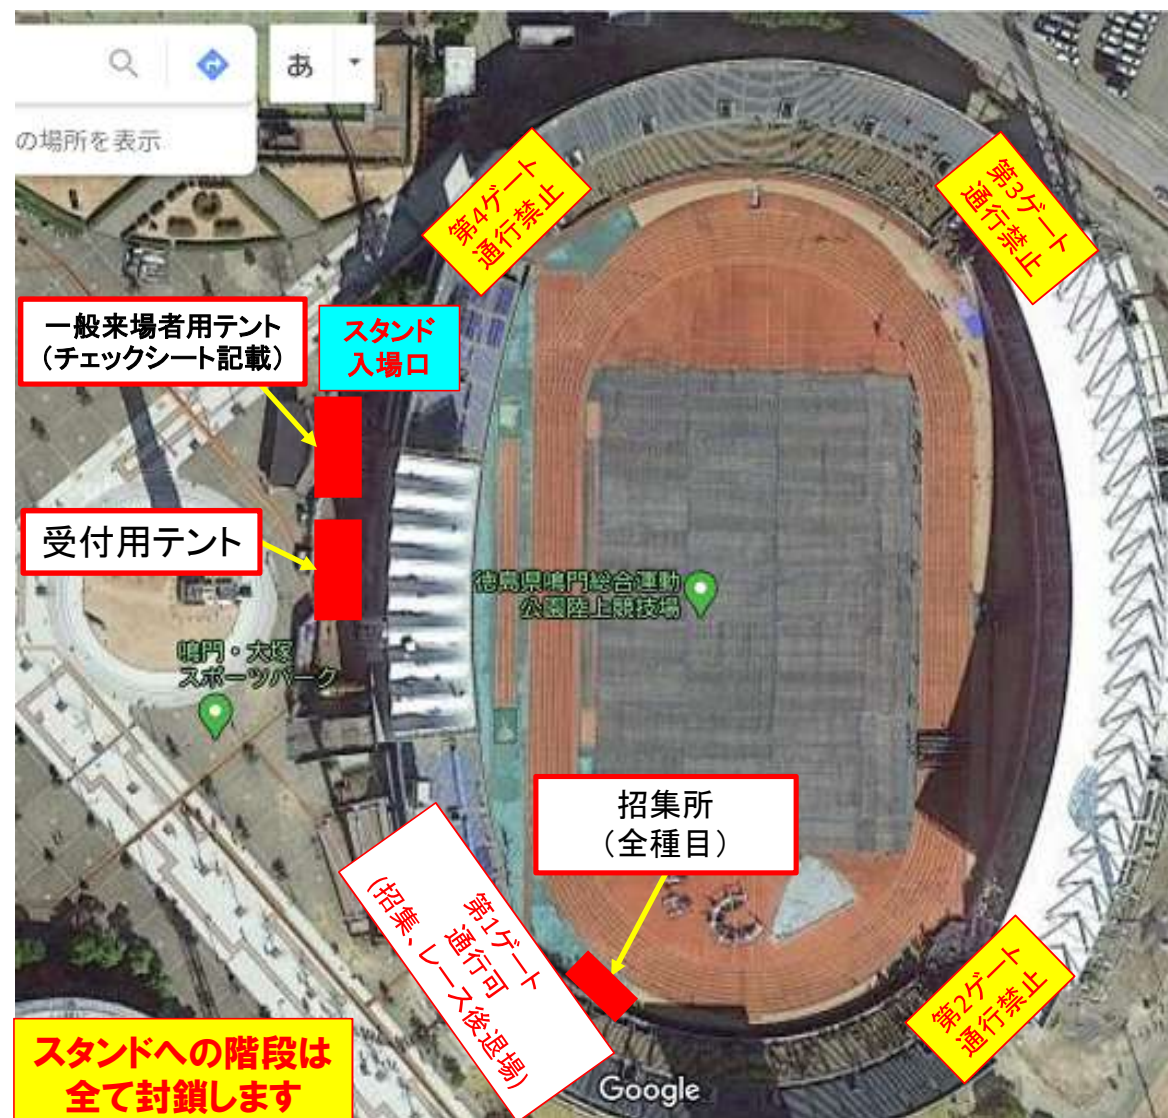 あ
の場所を表示
第4ゲート
通行禁止
第3ゲート
通行禁止
一般来場者用テント
（チェックシート記載）
スタンド
入場口
受付用テント
徳島県鳴門総合運動
公園陸上競技場
鳴門・大塚
スポーツパーク
招集所
（全種目）
第1ゲート
通行可
(招集、レース後退場)
第2ゲート
通行禁止
スタンドへの階段は
全て封鎖します
Google